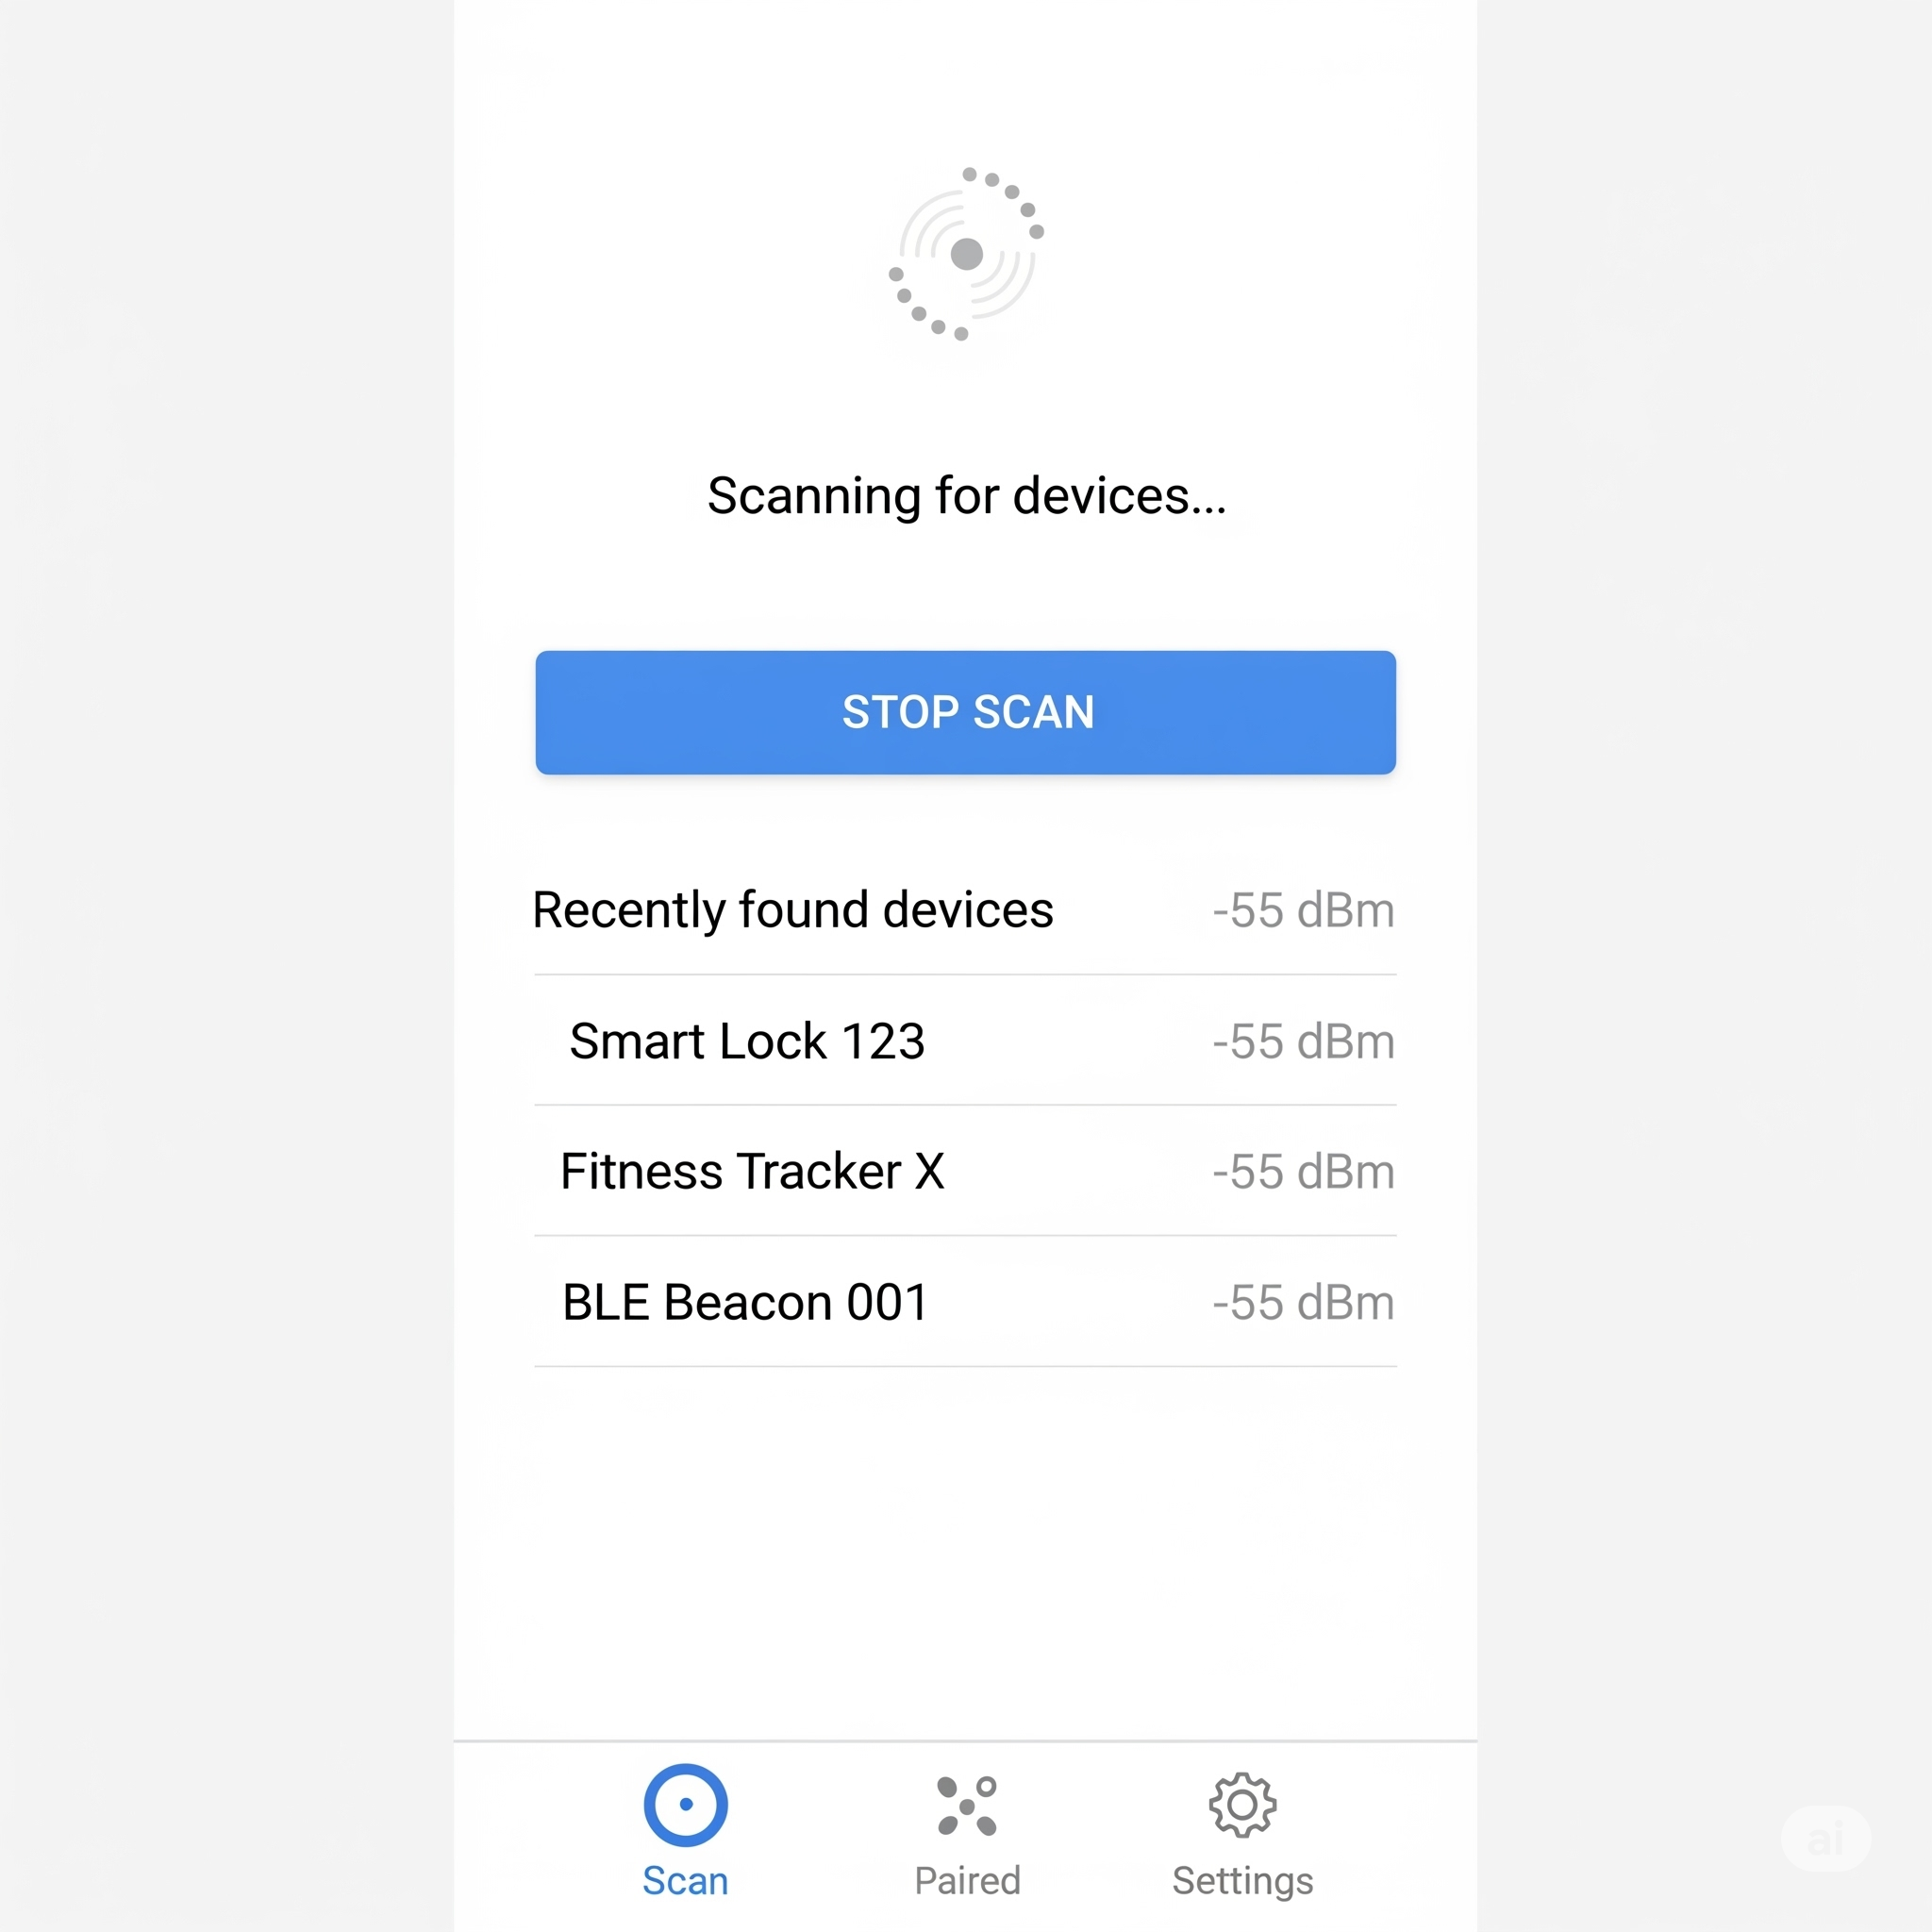 Scanning for devices...
STOP SCAN
Recently found devices -55 dBm
Smart Lock 123 -55 dBm
Fitness Tracker X -55 dBm
BLE Beacon 001 -55 dBm
Scan Paired Settings
ai